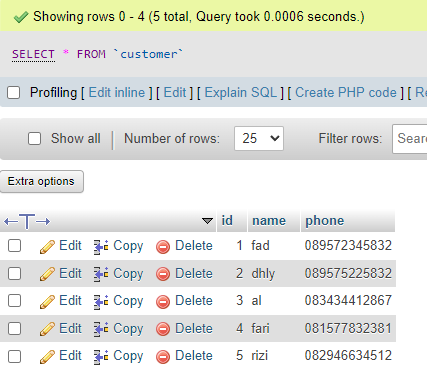 Showing rows 0 - 4 (5 total, Query took 0.0006 seconds.)
SELECT * FROM `customer`
Profiling [ Edit inline ] [ Edit ] [ Explain SQL ] [ Create PHP code ] [
Show all | Number of rows: 25 Filter rows: Sear
Extra options
←T→ id name phone
Edit Copy Delete 1 fad 089572345832
Edit Copy Delete 2 dhly 089575225832
Edit Copy Delete 3 al 083434412867
Edit Copy Delete 4 fari 081577832381
Edit Copy Delete 5 rizi 082946634512